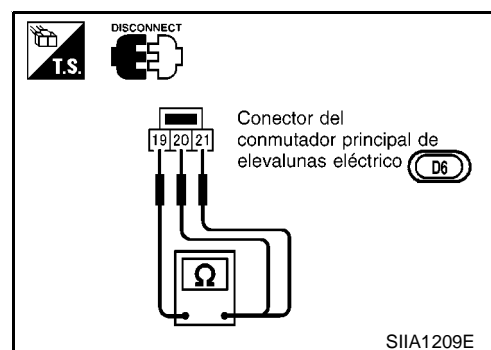 DISCONNECT
T.S.
Conector del
conmutador principal de
elevalunas eléctrico D6
19 20 21
Ω
SIIA1209E